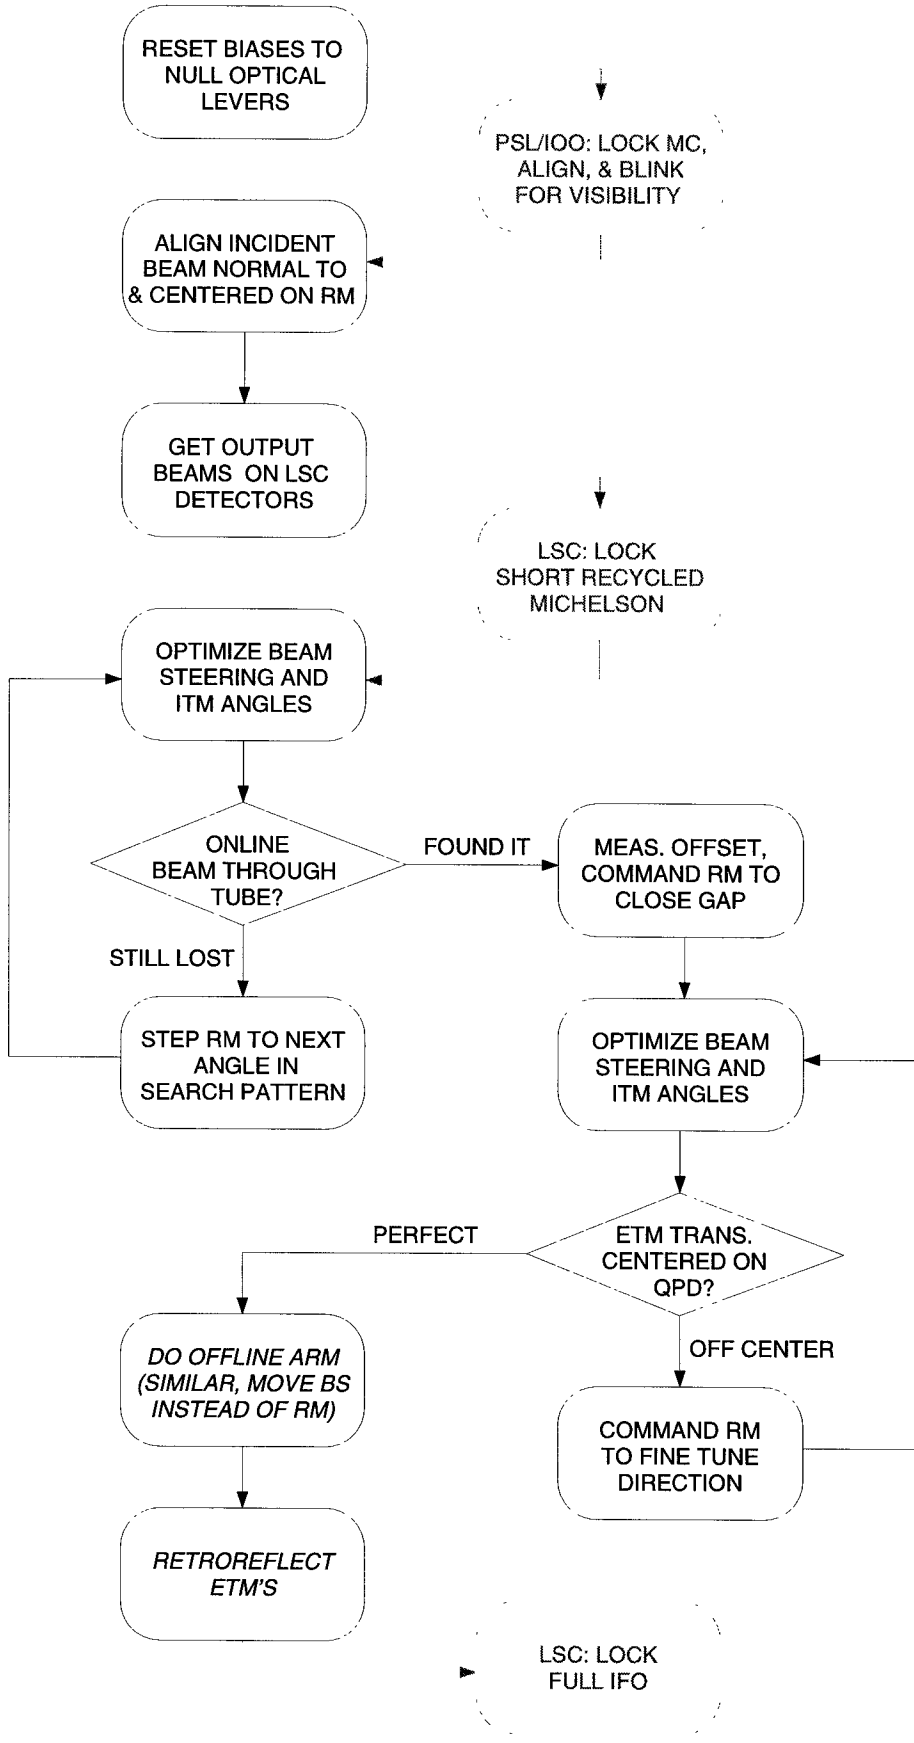 RESET BIASES TO
NULL OPTICAL
LEVERS
PSL/IOO: LOCK MC,
ALIGN, & BLINK
FOR VISIBILITY
ALIGN INCIDENT
BEAM NORMAL TO
& CENTERED ON RM
GET OUTPUT
BEAMS ON LSC
DETECTORS
LSC: LOCK
SHORT RECYCLED
MICHELSON
OPTIMIZE BEAM
STEERING AND
ITM ANGLES
ONLINE
BEAM THROUGH
TUBE?
FOUND IT
MEAS. OFFSET,
COMMAND RM TO
CLOSE GAP
STILL LOST
STEP RM TO NEXT
ANGLE IN
SEARCH PATTERN
OPTIMIZE BEAM
STEERING AND
ITM ANGLES
PERFECT
ETM TRANS.
CENTERED ON
QPD?
OFF CENTER
DO OFFLINE ARM
(SIMILAR, MOVE BS
INSTEAD OF RM)
COMMAND RM
TO FINE TUNE
DIRECTION
RETROREFLECT
ETM'S
LSC: LOCK
FULL IFO